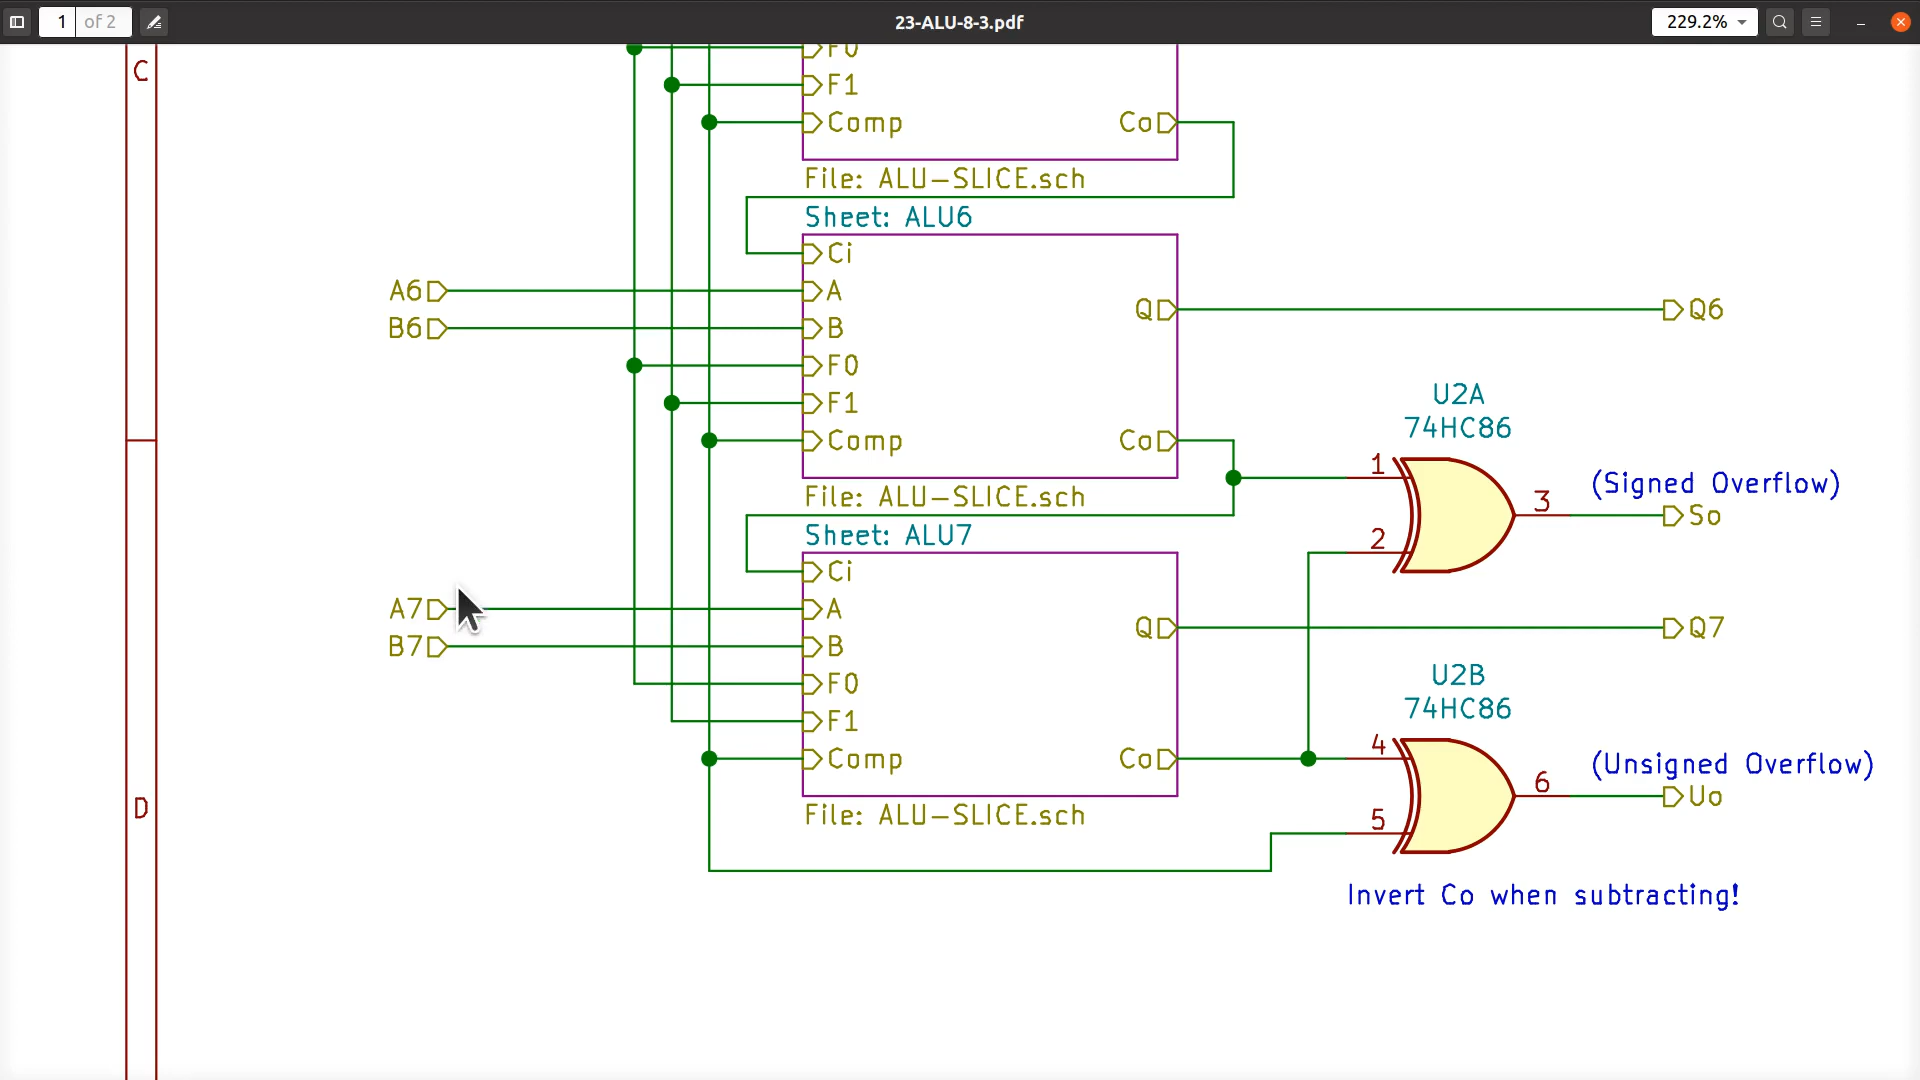 1 of 2
23-ALU-8-3.pdf
229.2%
C
F0
F1
Comp
Co
File: ALU-SLICE.sch
Sheet: ALU6
Ci
A6
A
B6
B
Q
Q6
F0
F1
Comp
Co
File: ALU-SLICE.sch
U2A
74HC86
1
2
3
(Signed Overflow)
So
Sheet: ALU7
Ci
A7
A
B7
B
Q
Q7
F0
F1
Comp
Co
File: ALU-SLICE.sch
U2B
74HC86
4
5
6
(Unsigned Overflow)
Uo
D
Invert Co when subtracting!